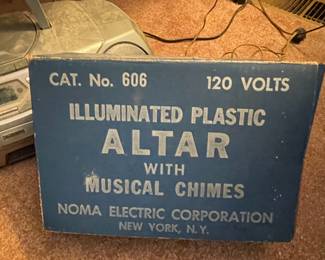 CAT. No. 606 120 VOLTS
ILLUMINATED PLASTIC
ALTAR
WITH
MUSICAL CHIMES
NOMA ELECTRIC CORPORATION
NEW YORK, N.Y.